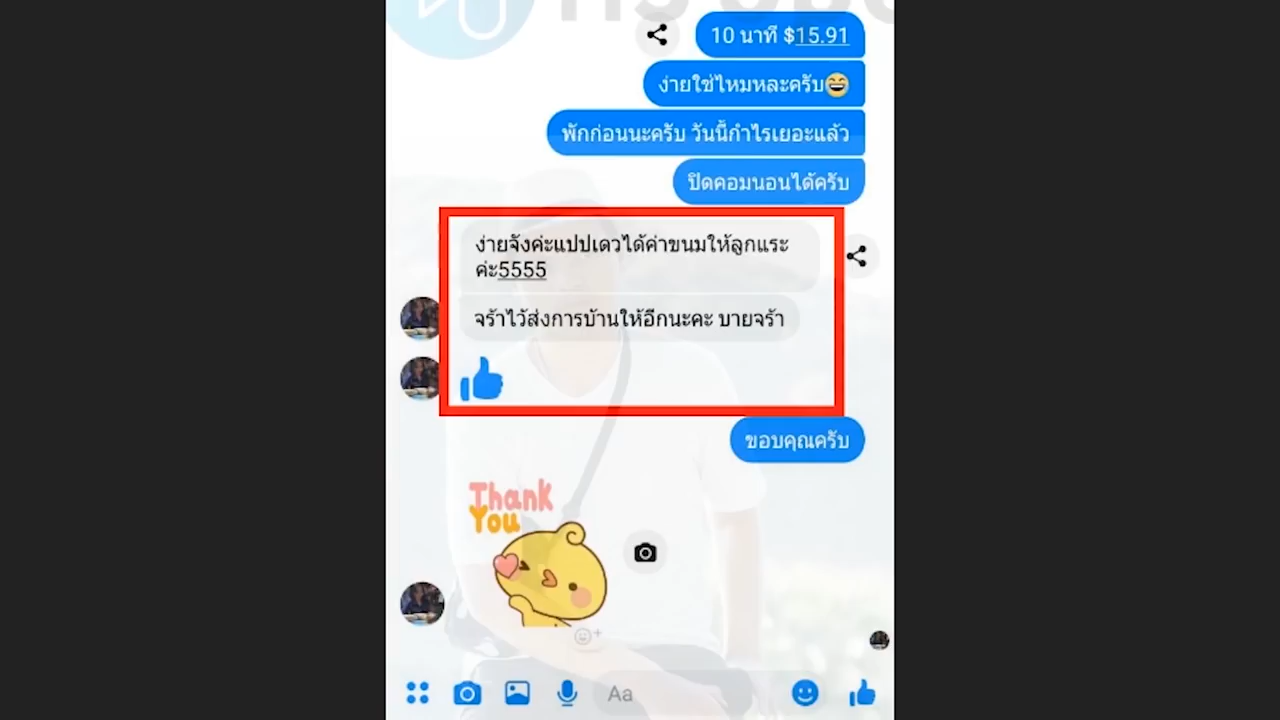 10 นาที $15.91
ง่ายใช่ไหมหละครับ😅
พักก่อนนะครับ วันนี้กำไรเยอะแล้ว
ปิดคอมนอนได้ครับ
ง่ายจังค่ะแปปเดวได้ค่าขนมให้ลูกแระ
ค่ะ5555
จร้าไว้ส่งการบ้านให้อีกนะคะ บายจร้า
ขอบคุณครับ
Thank
You
Aa